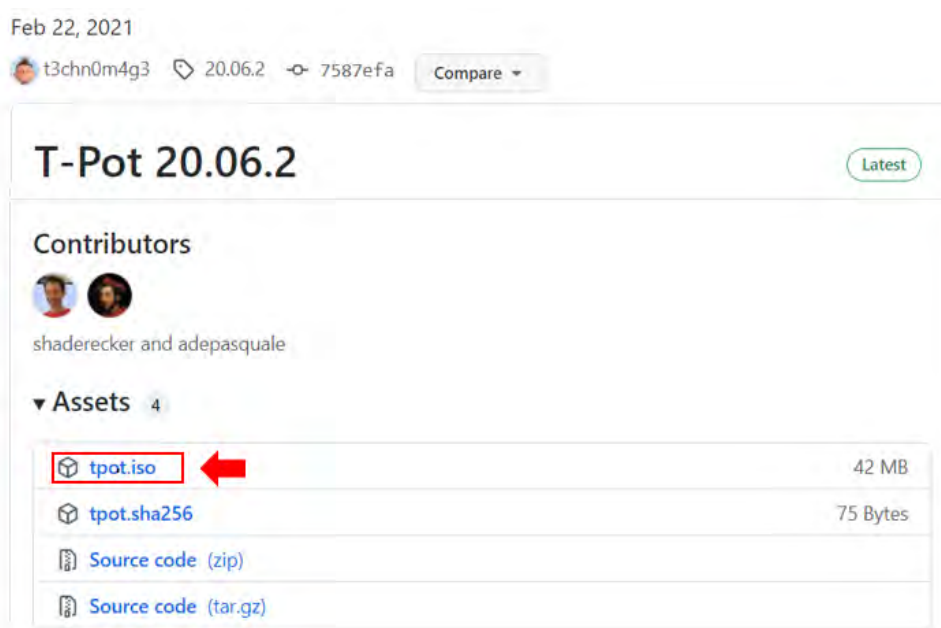 Feb 22, 2021
t3chn0m4g3 20.06.2 7587efa Compare
T-Pot 20.06.2 Latest
Contributors
shaderecker and adepasquale
Assets 4
tpot.iso 42 MB
tpot.sha256 75 Bytes
Source code (zip)
Source code (tar.gz)